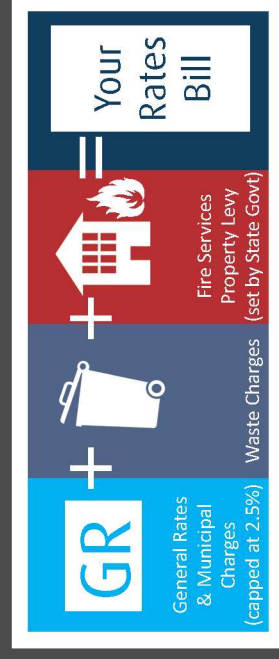 GR
General Rates
& Municipal
Charges
(capped at 2.5%)
+
Waste Charges
+
Fire Services
Property Levy
(set by State Govt)
=
Your
Rates
Bill